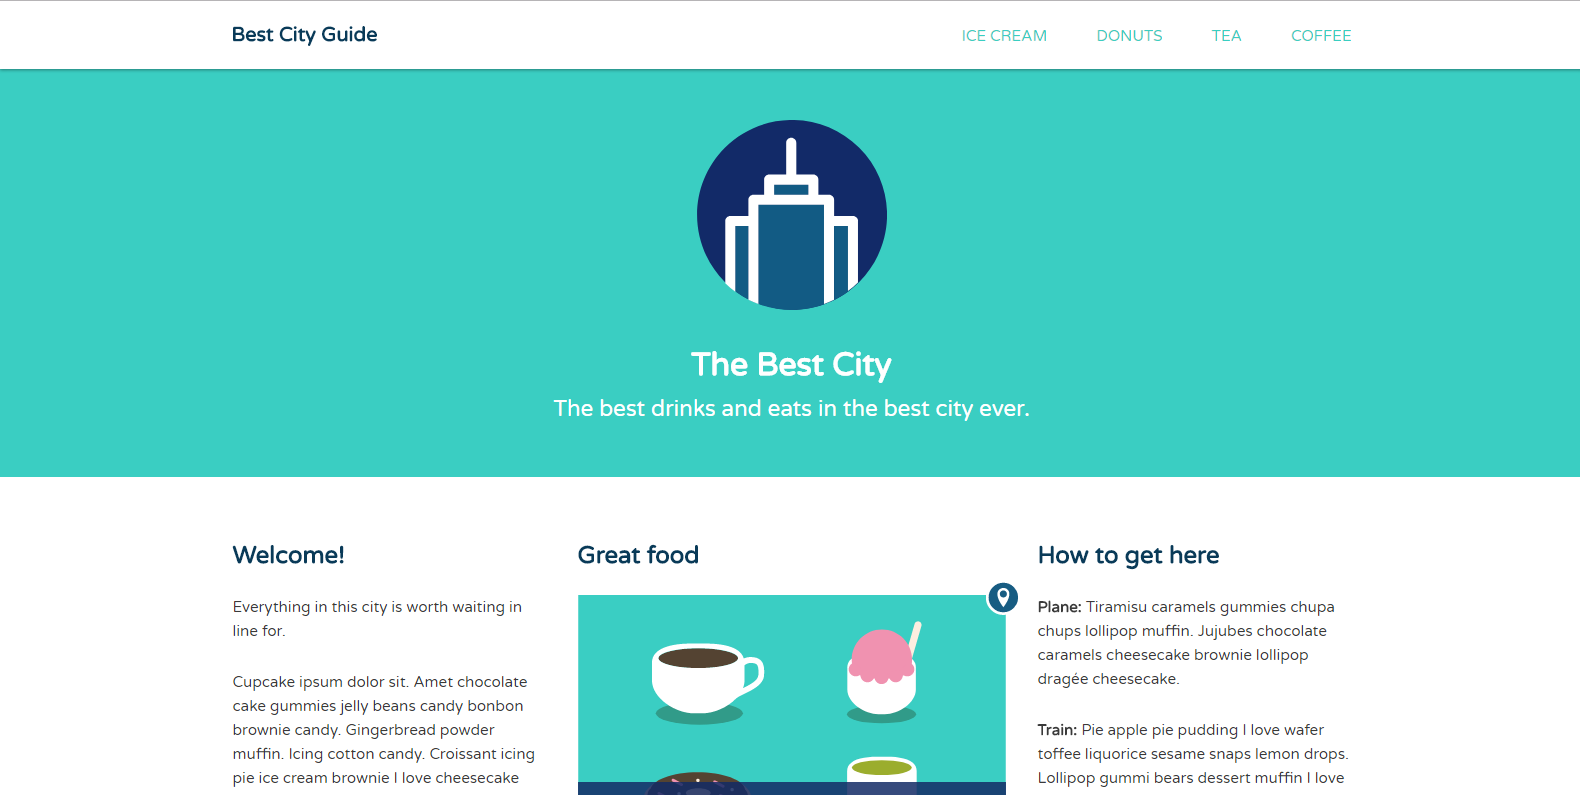 Best City Guide
ICE CREAM DONUTS TEA COFFEE
The Best City
The best drinks and eats in the best city ever.
Welcome!
Everything in this city is worth waiting in
line for.
Cupcake ipsum dolor sit. Amet chocolate
cake gummies jelly beans candy bonbon
brownie candy. Gingerbread powder
muffin. Icing cotton candy. Croissant icing
pie ice cream brownie I love cheesecake
Great food
How to get here
Plane: Tiramisu caramels gummies chupa
chups lollipop muffin. Jujubes chocolate
caramels cheesecake brownie lollipop
dragée cheesecake.
Train: Pie apple pie pudding I love wafer
toffee liquorice sesame snaps lemon drops.
Lollipop gummi bears dessert muffin I love